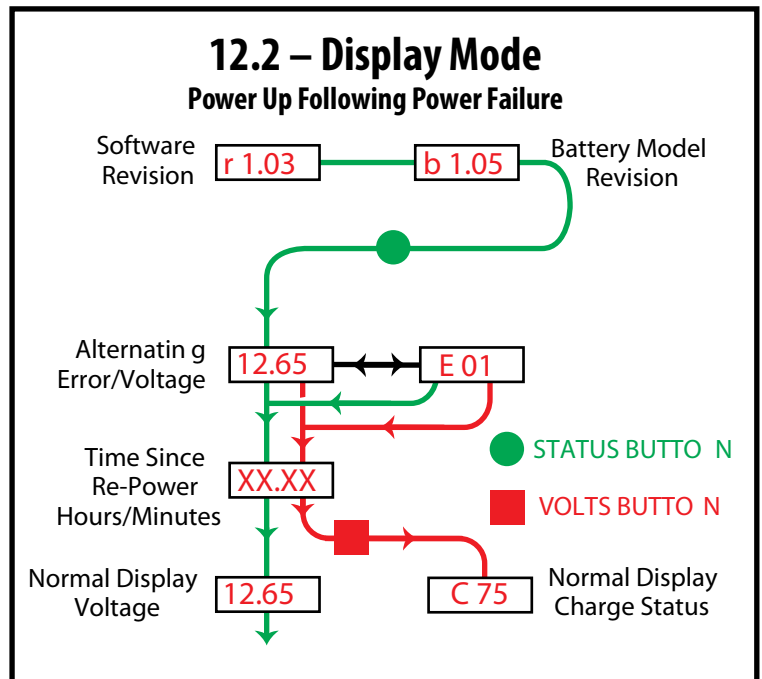 12.2 – Display Mode
Power Up Following Power Failure
Software
Revision
r 1.03
b 1.05
Battery Model
Revision
Alternatin g
Error/Voltage
12.65
E 01
Time Since
Re-Power
Hours/Minutes
XX.XX
STATUS BUTTO N
VOLTS BUTTO N
Normal Display
Voltage
12.65
C 75
Normal Display
Charge Status